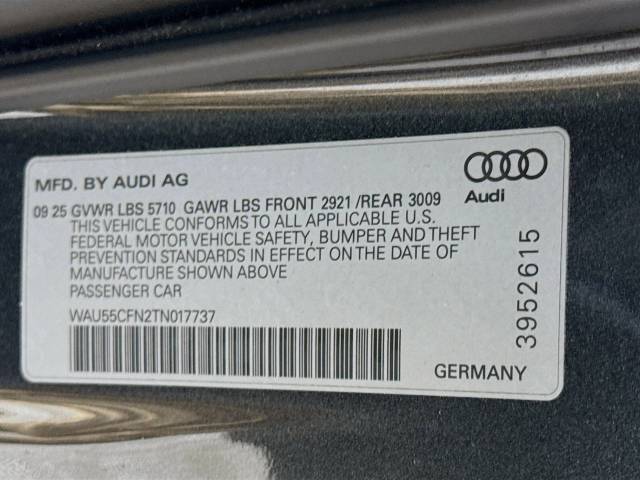 MFD. BY AUDI AG
09 25 GVWR LBS 5710 GAWR LBS FRONT 2921 /REAR 3009
THIS VEHICLE CONFORMS TO ALL APPLICABLE U.S.
FEDERAL MOTOR VEHICLE SAFETY, BUMPER AND THEFT
PREVENTION STANDARDS IN EFFECT ON THE DATE OF
MANUFACTURE SHOWN ABOVE
PASSENGER CAR
WAU55CFN2TN017737
Audi
3952615
GERMANY